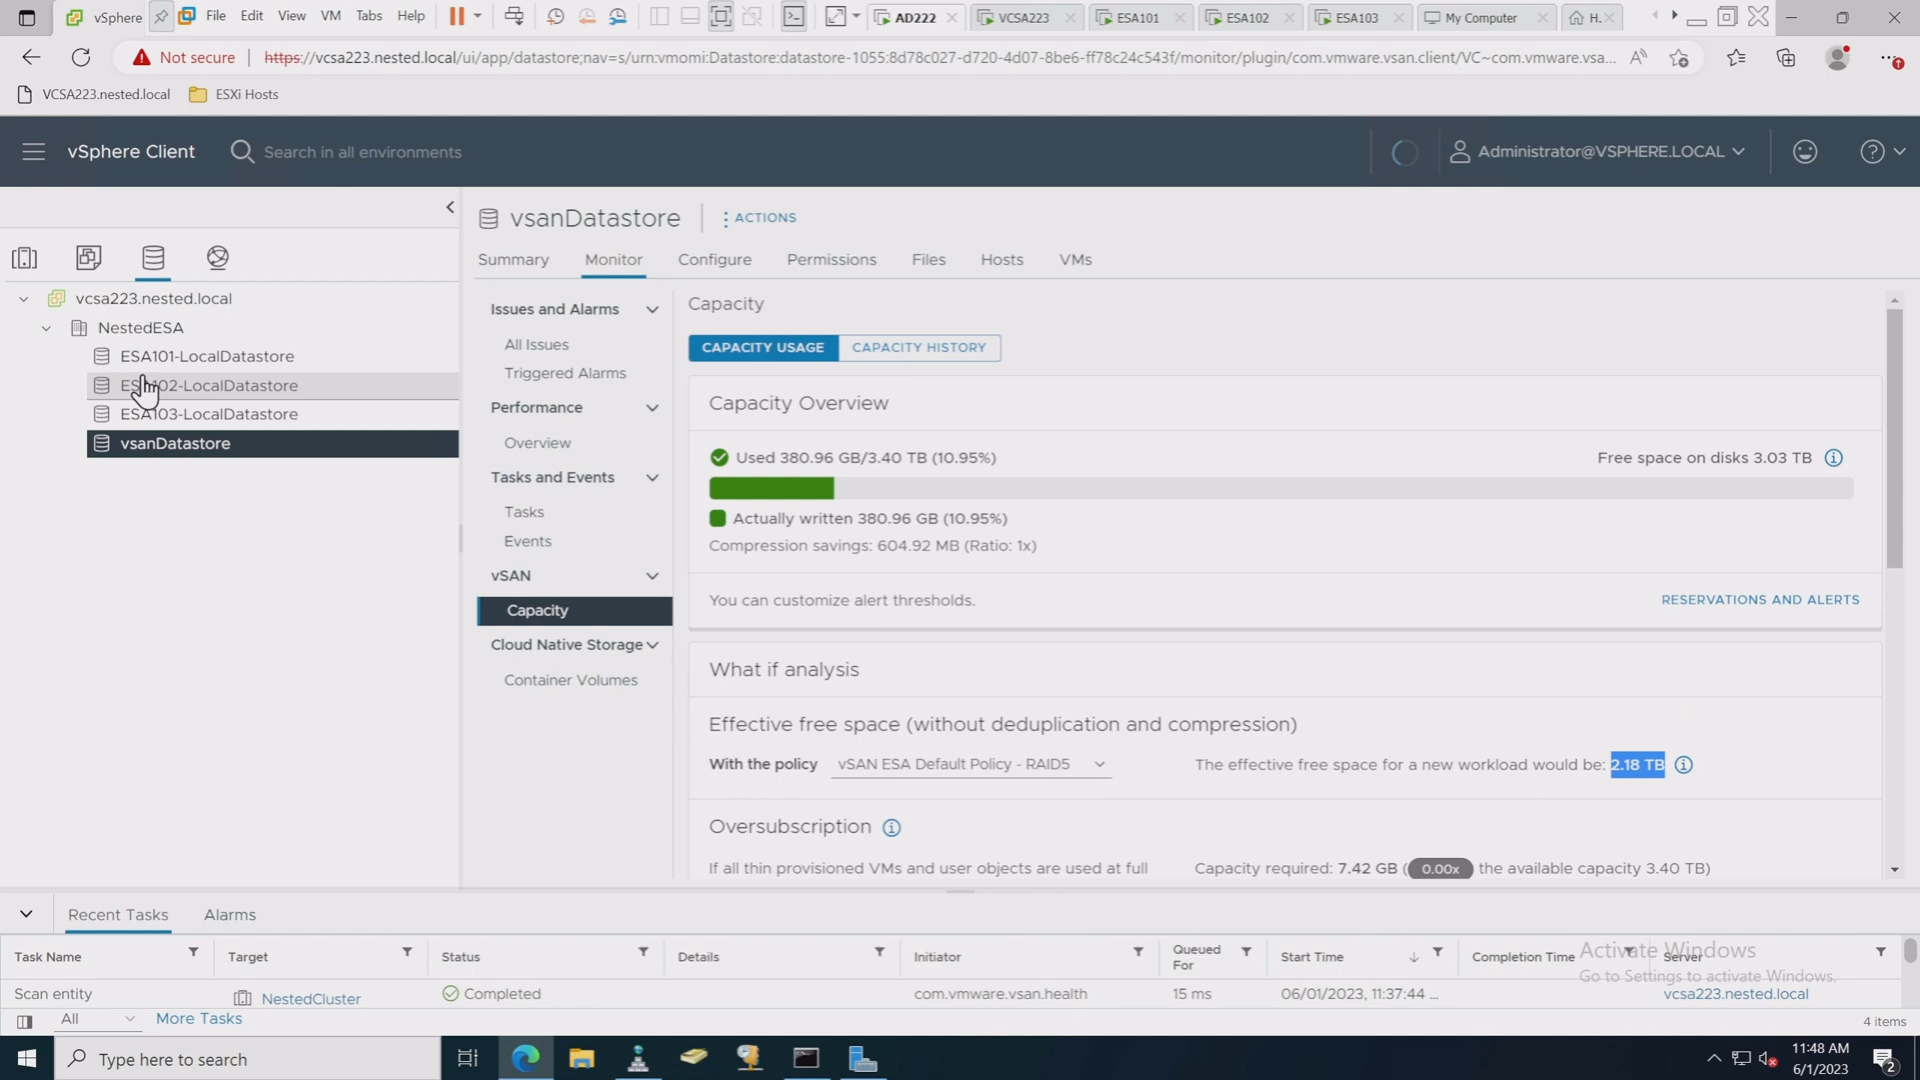 vSphere File Edit View VM Tabs Help AD222 VCSA223 ESA101 ESA102 ESA103 My Computer H.
Not secure https://vcsa223.nested.local/ui/app/datastore;nav=s/urn:vmomi:Datastore:datastore-1055:8d78c027-d720-4d07-8be6-ff78c24c543f/monitor/plugin/com.vmware.vsan.client/VC~com.vmware.vsa...
VCSA223.nested.local ESXi Hosts
vSphere Client Search in all environments Administrator@VSPHERE.LOCAL
vsanDatastore ACTIONS
Summary Monitor Configure Permissions Files Hosts VMs
vcsa223.nested.local
NestedESA
ESA101-LocalDatastore
ESA102-LocalDatastore
ESA103-LocalDatastore
vsanDatastore
Issues and Alarms
All Issues
Triggered Alarms
Performance
Overview
Tasks and Events
Tasks
Events
vSAN
Capacity
Cloud Native Storage
Container Volumes
Capacity
CAPACITY USAGE CAPACITY HISTORY
Capacity Overview
Used 380.96 GB/3.40 TB (10.95%) Free space on disks 3.03 TB
Actually written 380.96 GB (10.95%)
Compression savings: 604.92 MB (Ratio: 1x)
You can customize alert thresholds. RESERVATIONS AND ALERTS
What if analysis
Effective free space (without deduplication and compression)
With the policy vSAN ESA Default Policy - RAID5 The effective free space for a new workload would be: 2.18 TB
Oversubscription
If all thin provisioned VMs and user objects are used at full Capacity required: 7.42 GB (0.00x the available capacity 3.40 TB)
Recent Tasks Alarms
Task Name Target Status Details Initiator Queued For Start Time Completion Time Server
Scan entity NestedCluster Completed com.vmware.vsan.health 15 ms 06/01/2023, 11:37:44 ... vcsa223.nested.local
Activate Windows
Go to Settings to activate Windows.
All More Tasks 4 items
Type here to search 11:48 AM
6/1/2023
2